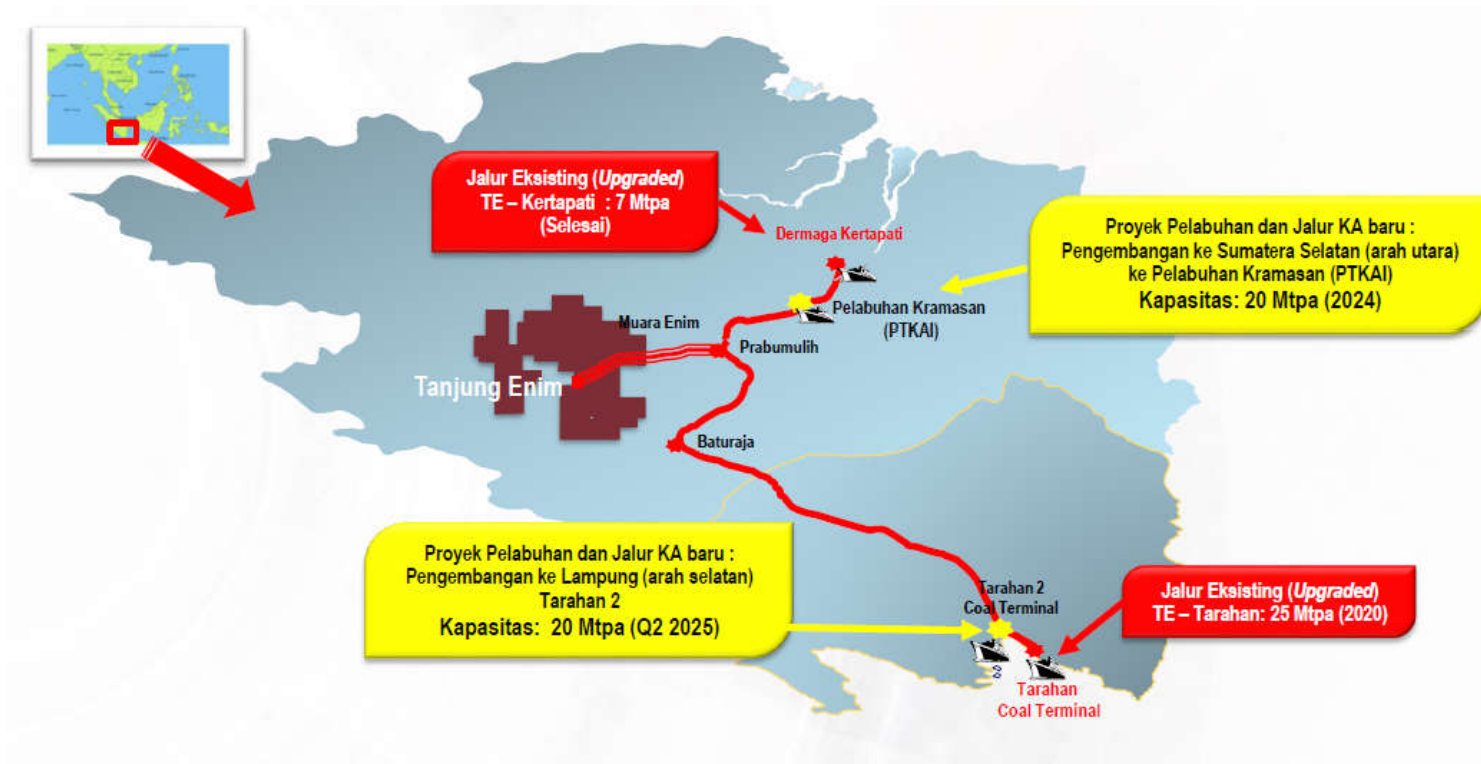 Jalur Eksisting (Upgraded)
TE – Kertapati : 7 Mtpa
(Selesai)
Dermaga Kertapati
Proyek Pelabuhan dan Jalur KA baru :
Pengembangan ke Sumatera Selatan (arah utara)
ke Pelabuhan Kramasan (PTKAI)
Kapasitas: 20 Mtpa (2024)
Pelabuhan Kramasan
(PTKAI)
Muara Enim
Prabumulih
Tanjung Enim
Baturaja
Proyek Pelabuhan dan Jalur KA baru :
Pengembangan ke Lampung (arah selatan)
Tarahan 2
Kapasitas: 20 Mtpa (Q2 2025)
Tarahan 2
Coal Terminal
Jalur Eksisting (Upgraded)
TE – Tarahan: 25 Mtpa (2020)
Tarahan
Coal Terminal